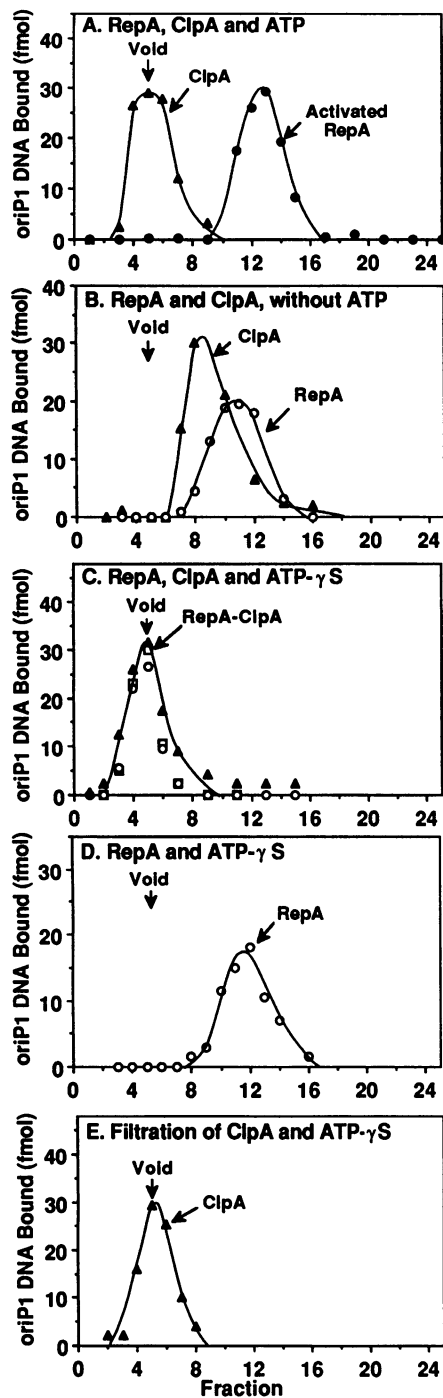 A. RepA, ClpA and ATP
Void
ClpA
Activated
RepA
oriP1 DNA Bound (fmol)
40
30
20
10
0
0 4 8 12 16 20 24
B. RepA and ClpA, without ATP
Void
ClpA
RepA
oriP1 DNA Bound (fmol)
40
30
20
10
0
0 4 8 12 16 20 24
C. RepA, ClpA and ATP-γ S
Void
RepA-ClpA
oriP1 DNA Bound (fmol)
40
30
20
10
0
0 4 8 12 16 20 24
D. RepA and ATP-γ S
Void
RepA
oriP1 DNA Bound (fmol)
30
20
10
0
0 4 8 12 16 20 24
E. Filtration of ClpA and ATP-γS
Void
ClpA
oriP1 DNA Bound (fmol)
40
30
20
10
0
0 4 8 12 16 20 24
Fraction